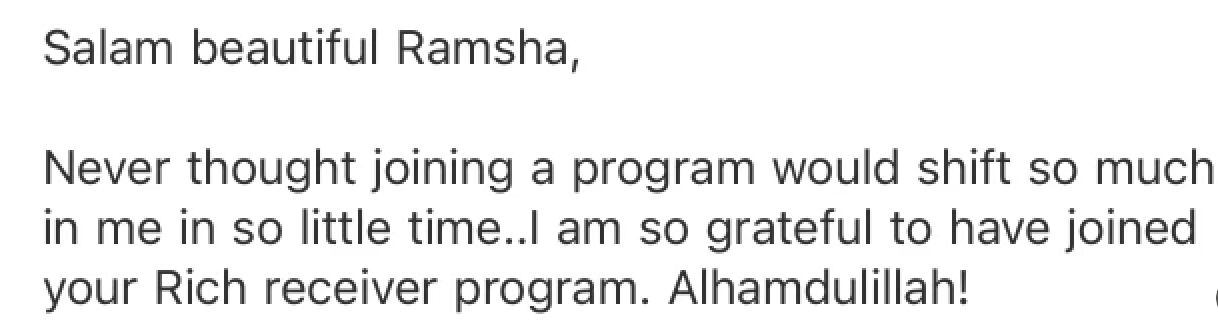 Salam beautiful Ramsha,
Never thought joining a program would shift so much
in me in so little time..I am so grateful to have joined
your Rich receiver program. Alhamdulillah!